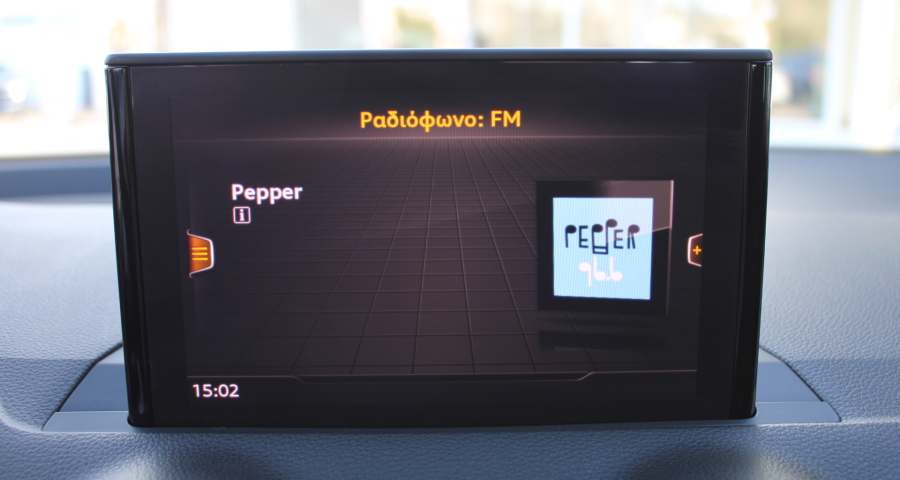 Ραδιόφωνο: FM
Pepper
i
PEPPER
96.6
15:02